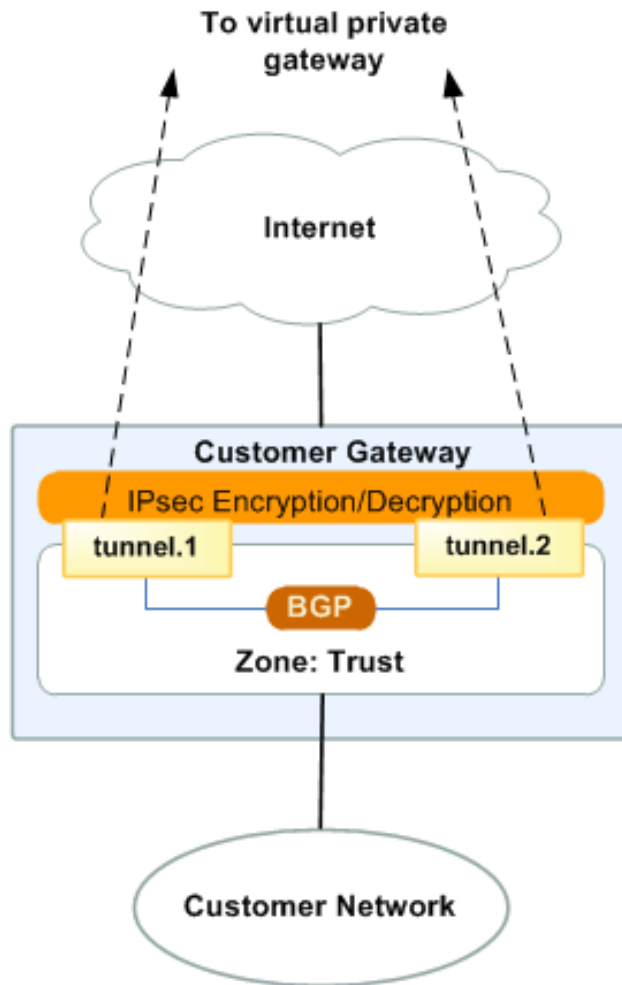 To virtual private
gateway
Internet
Customer Gateway
IPsec Encryption/Decryption
tunnel.1
tunnel.2
BGP
Zone: Trust
Customer Network